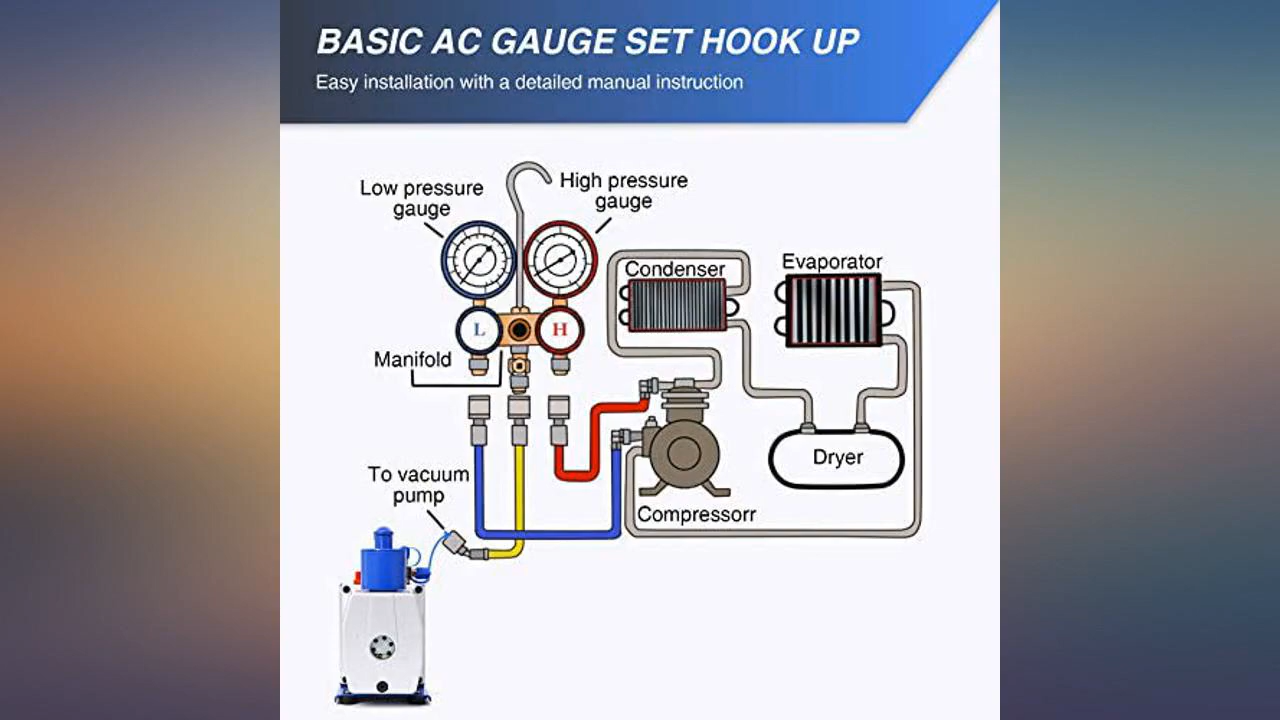 BASIC AC GAUGE SET HOOK UP
Easy installation with a detailed manual instruction
Low pressure
gauge
High pressure
gauge
Condenser
Evaporator
L
H
Manifold
Dryer
To vacuum
pump
Compressorr